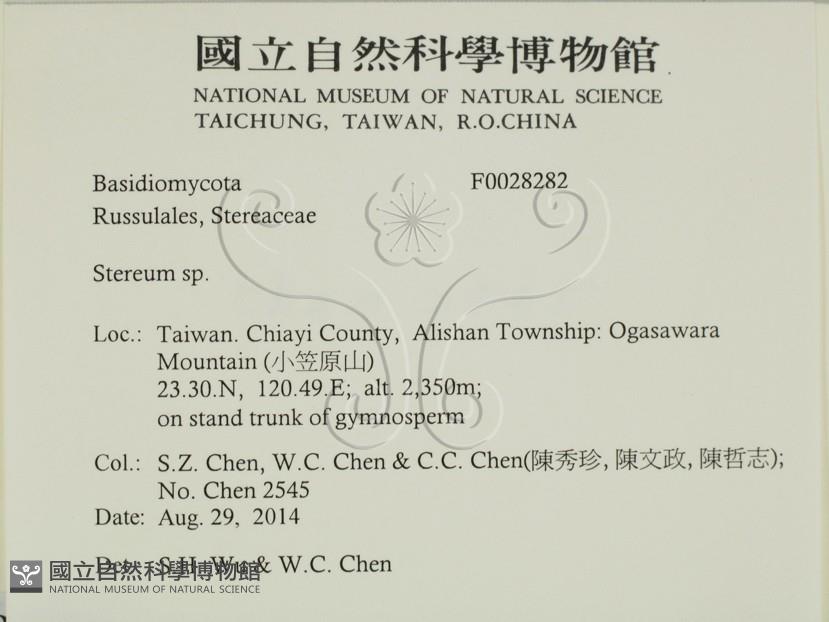 國立自然科學博物館
NATIONAL MUSEUM OF NATURAL SCIENCE
TAICHUNG, TAIWAN, R.O.CHINA
Basidiomycota F0028282
Russulales, Stereaceae
Stereum sp.
Loc.: Taiwan. Chiayi County, Alishan Township: Ogasawara
Mountain (小笠原山)
23.30.N, 120.49.E; alt. 2,350m;
on stand trunk of gymnosperm
Col.: S.Z. Chen, W.C. Chen & C.C. Chen(陳秀珍, 陳文政, 陳哲志);
No. Chen 2545
Date: Aug. 29, 2014
Det.: S.H. Wu & W.C. Chen
國立自然科學博物館
NATIONAL MUSEUM OF NATURAL SCIENCE